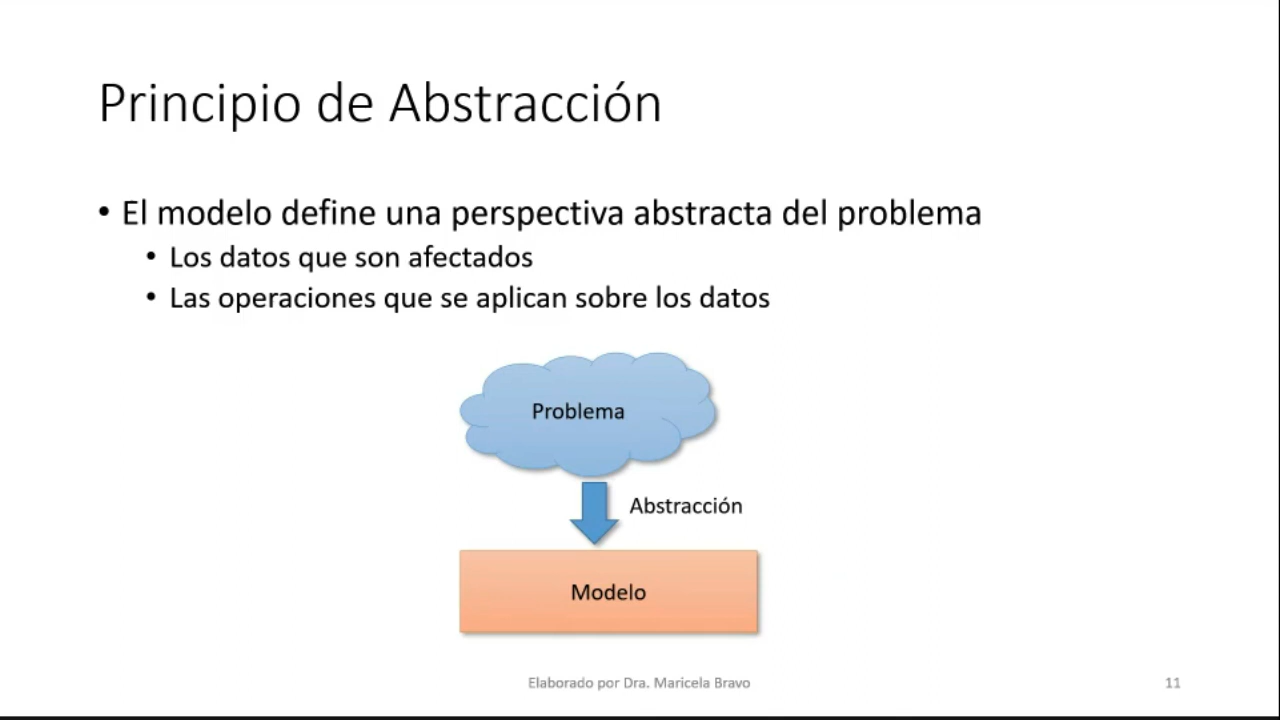 Principio de Abstracción
• El modelo define una perspectiva abstracta del problema
• Los datos que son afectados
• Las operaciones que se aplican sobre los datos
Problema
Abstracción
Modelo
Elaborado por Dra. Maricela Bravo
11